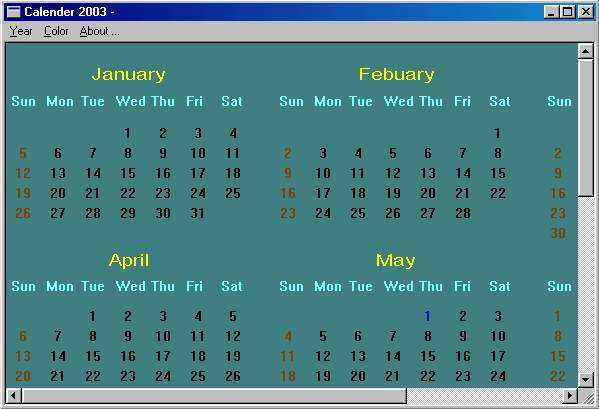 Calender 2003 -
Year Color About ...
January Febuary
Sun Mon Tue Wed Thu Fri Sat Sun Mon Tue Wed Thu Fri Sat Sun
1 2 3 4 1
5 6 7 8 9 10 11 2 3 4 5 6 7 8 2
12 13 14 15 16 17 18 9 10 11 12 13 14 15 9
19 20 21 22 23 24 25 16 17 18 19 20 21 22 16
26 27 28 29 30 31 23 24 25 26 27 28 23
30
April May
Sun Mon Tue Wed Thu Fri Sat Sun Mon Tue Wed Thu Fri Sat Sun
1 2 3 4 5 1 2 3 1
6 7 8 9 10 11 12 4 5 6 7 8 9 10 8
13 14 15 16 17 18 19 11 12 13 14 15 16 17 15
20 21 22 23 24 25 26 18 19 20 21 22 23 24 22